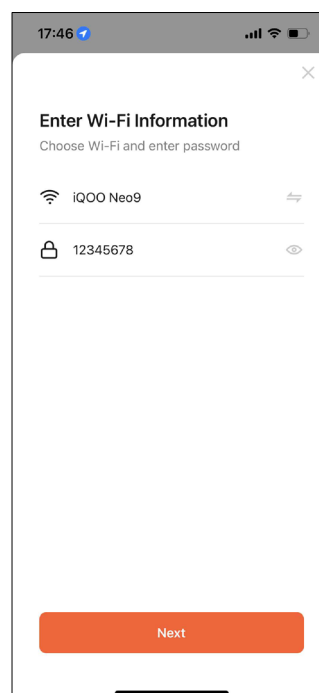 17:46
Enter Wi-Fi Information
Choose Wi-Fi and enter password
iQOO Neo9
12345678
Next